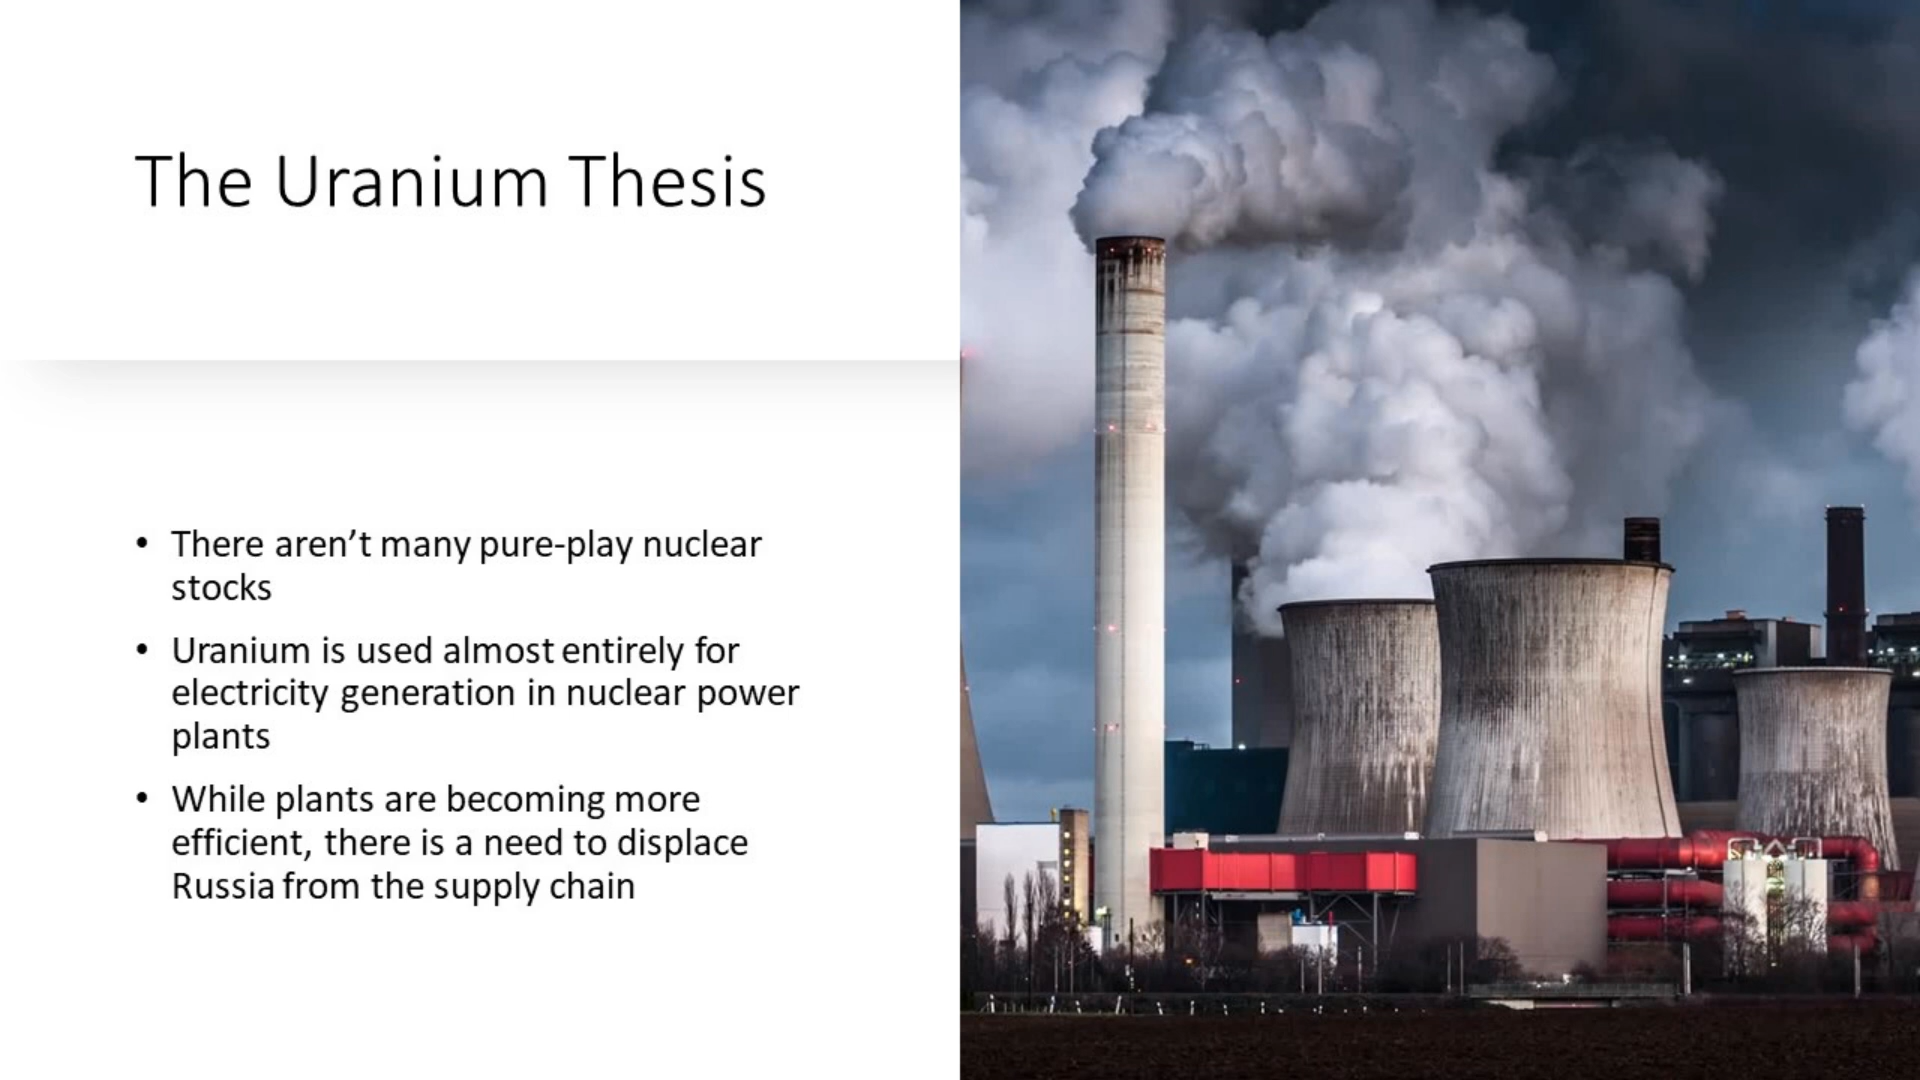 The Uranium Thesis
• There aren’t many pure-play nuclear
stocks
• Uranium is used almost entirely for
electricity generation in nuclear power
plants
• While plants are becoming more
efficient, there is a need to displace
Russia from the supply chain